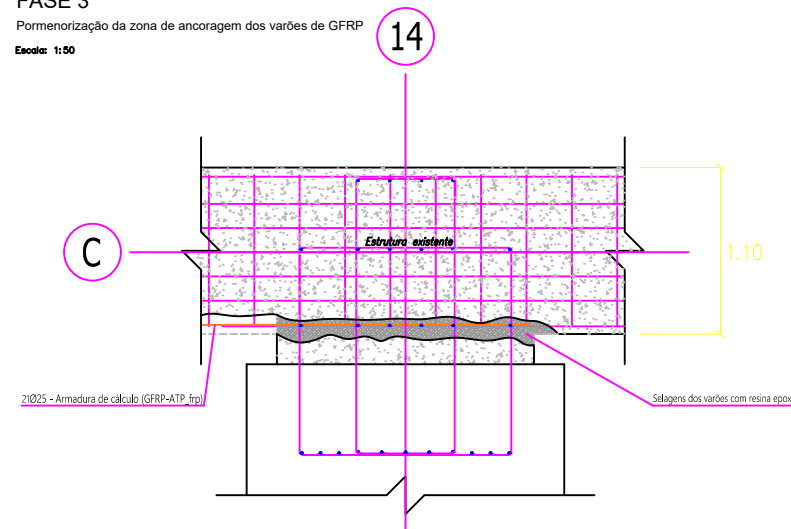 FASE 3
Pormenorização da zona de ancoragem dos varões de GFRP
Escala: 1:50
14
C
Estrutura existente
1.10
21Ø25 - Armadura de cálculo (GFRP-ATP_frp)
Selagens dos varões com resina epox